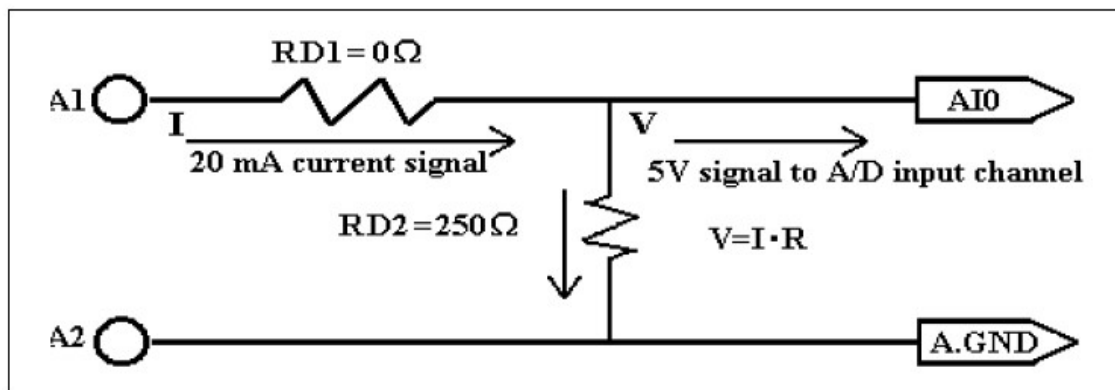 RD1=0Ω
A1
I
V
AI0
20 mA current signal
5V signal to A/D input channel
RD2=250Ω
V=I·R
A2
A.GND